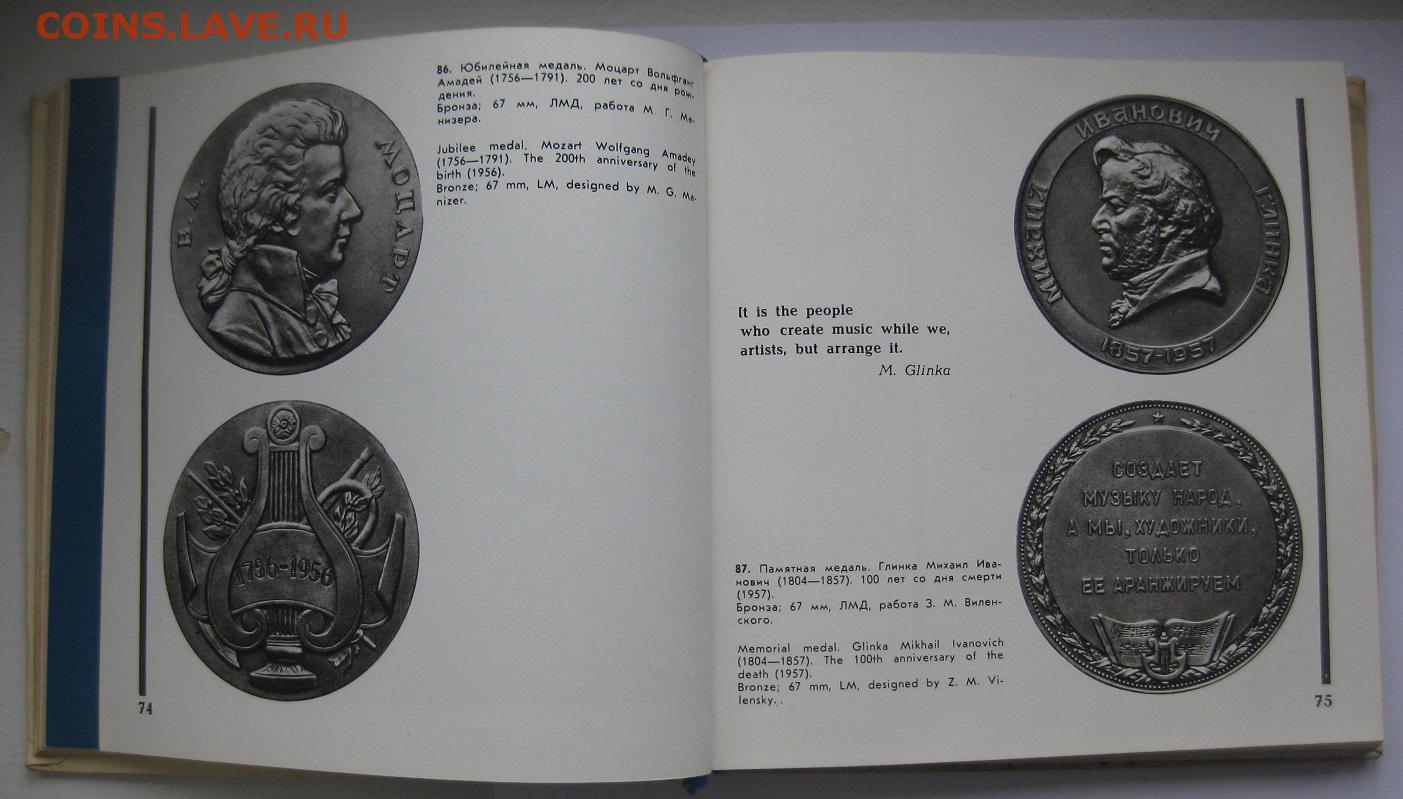 COINS.LAVE.RU
86. Юбилейная медаль. Моцарт Вольфганг
Амадей (1756—1791). 200 лет со дня рож-
дения.
Бронза; 67 мм, ЛМД, работа М. Г. Ма-
низера.
Jubilee medal. Mozart Wolfgang Amadey
(1756—1791). The 200th anniversary of the
birth (1956).
Bronze; 67 mm, LM, designed by M. G. Ma-
nizer.
В. А. МОЦАРТ
1756-1956
74
It is the people
who create music while we,
artists, but arrange it.
M. Glinka
МИХАИЛ ИВАНОВИЧ ГЛИНКА
1857-1957
СОЗДАЕТ
МУЗЫКУ НАРОД,
А МЫ, ХУДОЖНИКИ,
ТОЛЬКО
ЕЕ АРАНЖИРУЕМ
87. Памятная медаль. Глинка Михаил Ива-
нович (1804—1857). 100 лет со дня смерти
(1957).
Бронза; 67 мм, ЛМД, работа З. М. Вилен-
ского.
Memorial medal. Glinka Mikhail Ivanovich
(1804—1857). The 100th anniversary of the
death (1957).
Bronze; 67 mm, LM, designed by Z. M. Vi-
lensky.
75